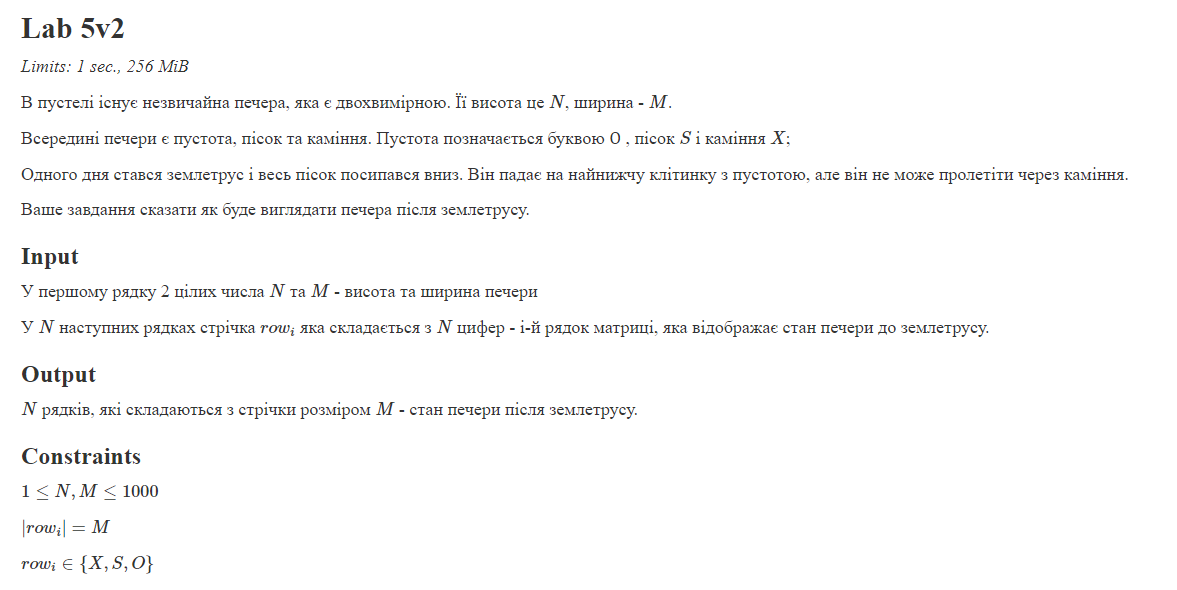 Lab 5v2
Limits: 1 sec., 256 MiB
В пустелі існує незвичайна печера, яка є двохвимірною. Її висота це N, ширина - M.
Всередині печери є пустота, пісок та каміння. Пустота позначається буквою О , пісок S і каміння X;
Одного дня стався землетрус і весь пісок посипався вниз. Він падає на найнижчу клітинку з пустотою, але він не може пролетіти через каміння.
Ваше завдання сказати як буде виглядати печера після землетрусу.
Input
У першому рядку 2 цілих числа N та M - висота та ширина печери
У N наступних рядках стрічка row_i яка складається з N цифер - і-й рядок матриці, яка відображає стан печери до землетрусу.
Output
N рядків, які складаються з стрічки розміром M - стан печери після землетрусу.
Constraints
1 ≤ N, M ≤ 1000
|row_i| = M
row_i ∈ {X, S, O}